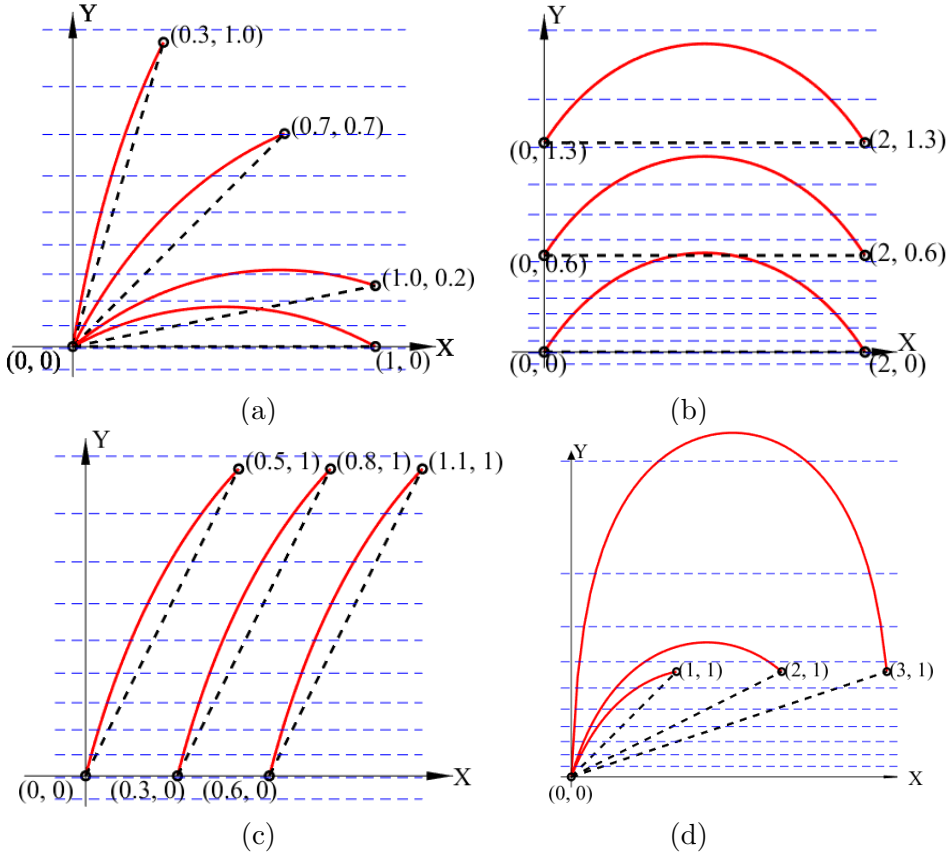 Y
(0.3, 1.0)
(0.7, 0.7)
(1.0, 0.2)
X
(0, 0)
(1, 0)
(a)
Y
(0, 1.3)
(2, 1.3)
(0, 0.6)
(2, 0.6)
X
(0, 0)
(2, 0)
(b)
Y
(0.5, 1)
(0.8, 1)
(1.1, 1)
X
(0, 0)
(0.3, 0)
(0.6, 0)
(c)
Y
(1, 1)
(2, 1)
(3, 1)
X
(0, 0)
(d)